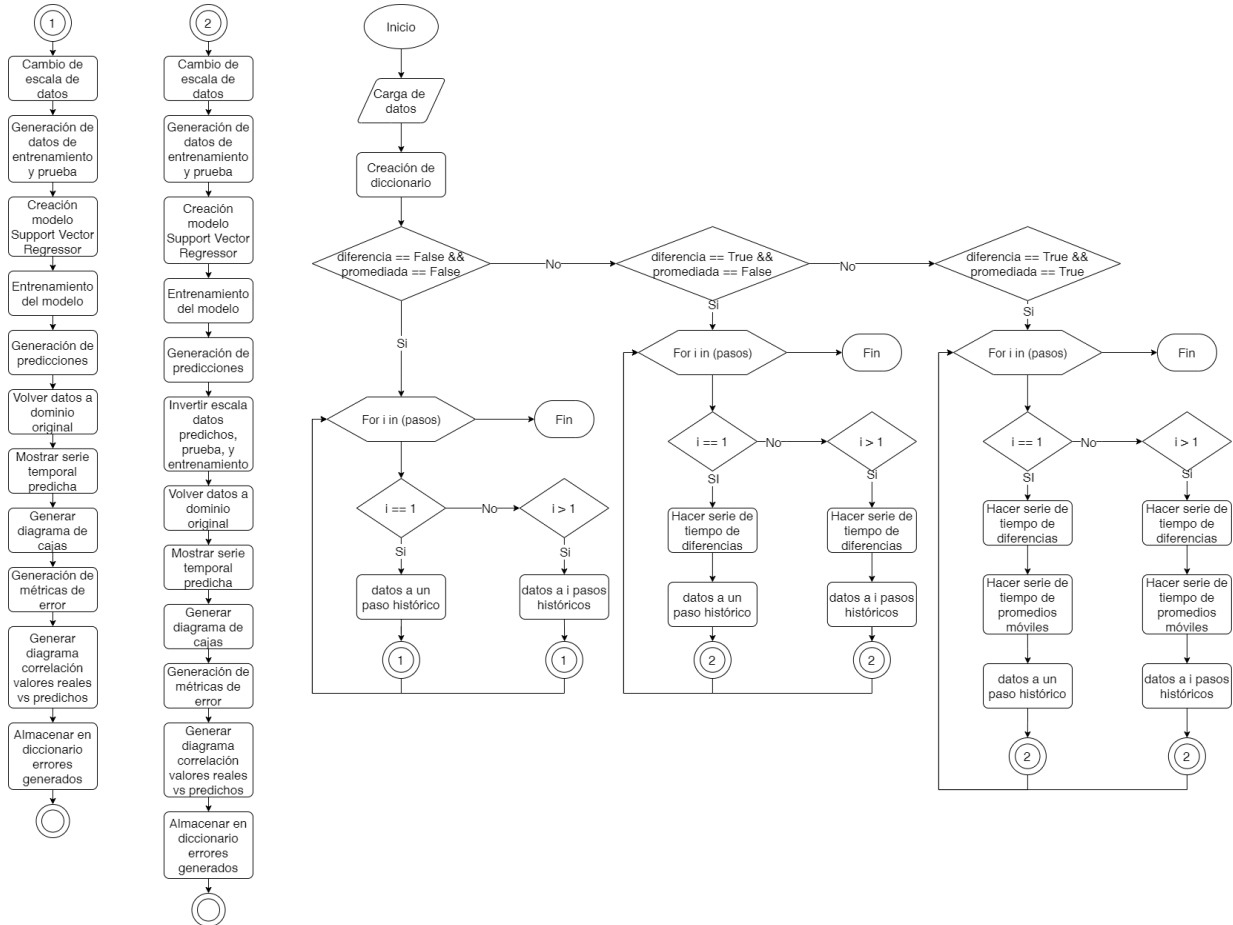 1
Cambio de
escala de
datos
Generación de
datos de
entrenamiento
y prueba
Creación
modelo
Support Vector
Regressor
Entrenamiento
del modelo
Generación de
predicciones
Volver datos a
dominio
original
Mostrar serie
temporal
predicha
Generar
diagrama de
cajas
Generación de
métricas de
error
Generar
diagrama
correlación
valores reales
vs predichos
Almacenar en
diccionario
errores
generados
2
Cambio de
escala de
datos
Generación de
datos de
entrenamiento
y prueba
Creación
modelo
Support Vector
Regressor
Entrenamiento
del modelo
Generación de
predicciones
Invertir escala
datos
predichos,
prueba, y
entrenamiento
Volver datos a
dominio
original
Mostrar serie
temporal
predicha
Generar
diagrama de
cajas
Generación de
métricas de
error
Generar
diagrama
correlación
valores reales
vs predichos
Almacenar en
diccionario
errores
generados
Inicio
Carga de
datos
Creación de
diccionario
diferencia == False &&
promediada == False
No
Si
For i in (pasos)
Fin
i == 1
No
i > 1
Si
Si
datos a un
paso histórico
datos a i pasos
históricos
1
1
diferencia == True &&
promediada == False
No
Si
For i in (pasos)
Fin
i == 1
No
i > 1
SI
Si
Hacer serie de
tiempo de
diferencias
Hacer serie de
tiempo de
diferencias
datos a un
paso histórico
datos a i pasos
históricos
2
2
diferencia == True &&
promediada == True
Si
For i in (pasos)
Fin
i == 1
No
i > 1
SI
Si
Hacer serie de
tiempo de
diferencias
Hacer serie de
tiempo de
diferencias
Hacer serie de
tiempo de
promedios
móviles
Hacer serie de
tiempo de
promedios
móviles
datos a un
paso histórico
datos a i pasos
históricos
2
2